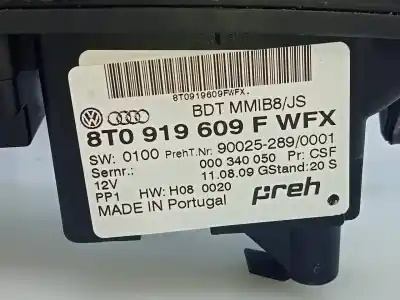 8T0919609FWFX.
BDT MMIB8/JS
8T0 919 609 F WFX
SW: 0100 PrehT.Nr: 90025-289/0001
Sernr.: 000 340 050 Pr: CSF
12V 11.08.09 GStand: 20 S
PP1 HW: H08 0020
MADE IN Portugal preh